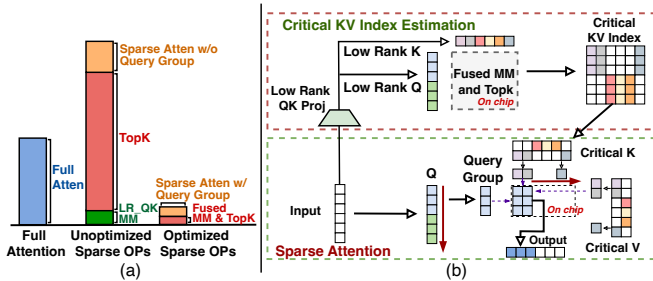 Sparse Atten w/o
Query Group
TopK
Full
Atten
LR_QK
MM
Sparse Atten w/
Query Group
Fused
MM & TopK
Full
Attention
Unoptimized
Sparse OPs
Optimized
Sparse OPs
(a)
Critical KV Index Estimation
Low Rank K
Low Rank Q
Low Rank
QK Proj
Fused MM
and Topk
On chip
Critical
KV Index
Input
Q
Query
Group
Critical K
On chip
Critical V
Output
Sparse Attention
(b)